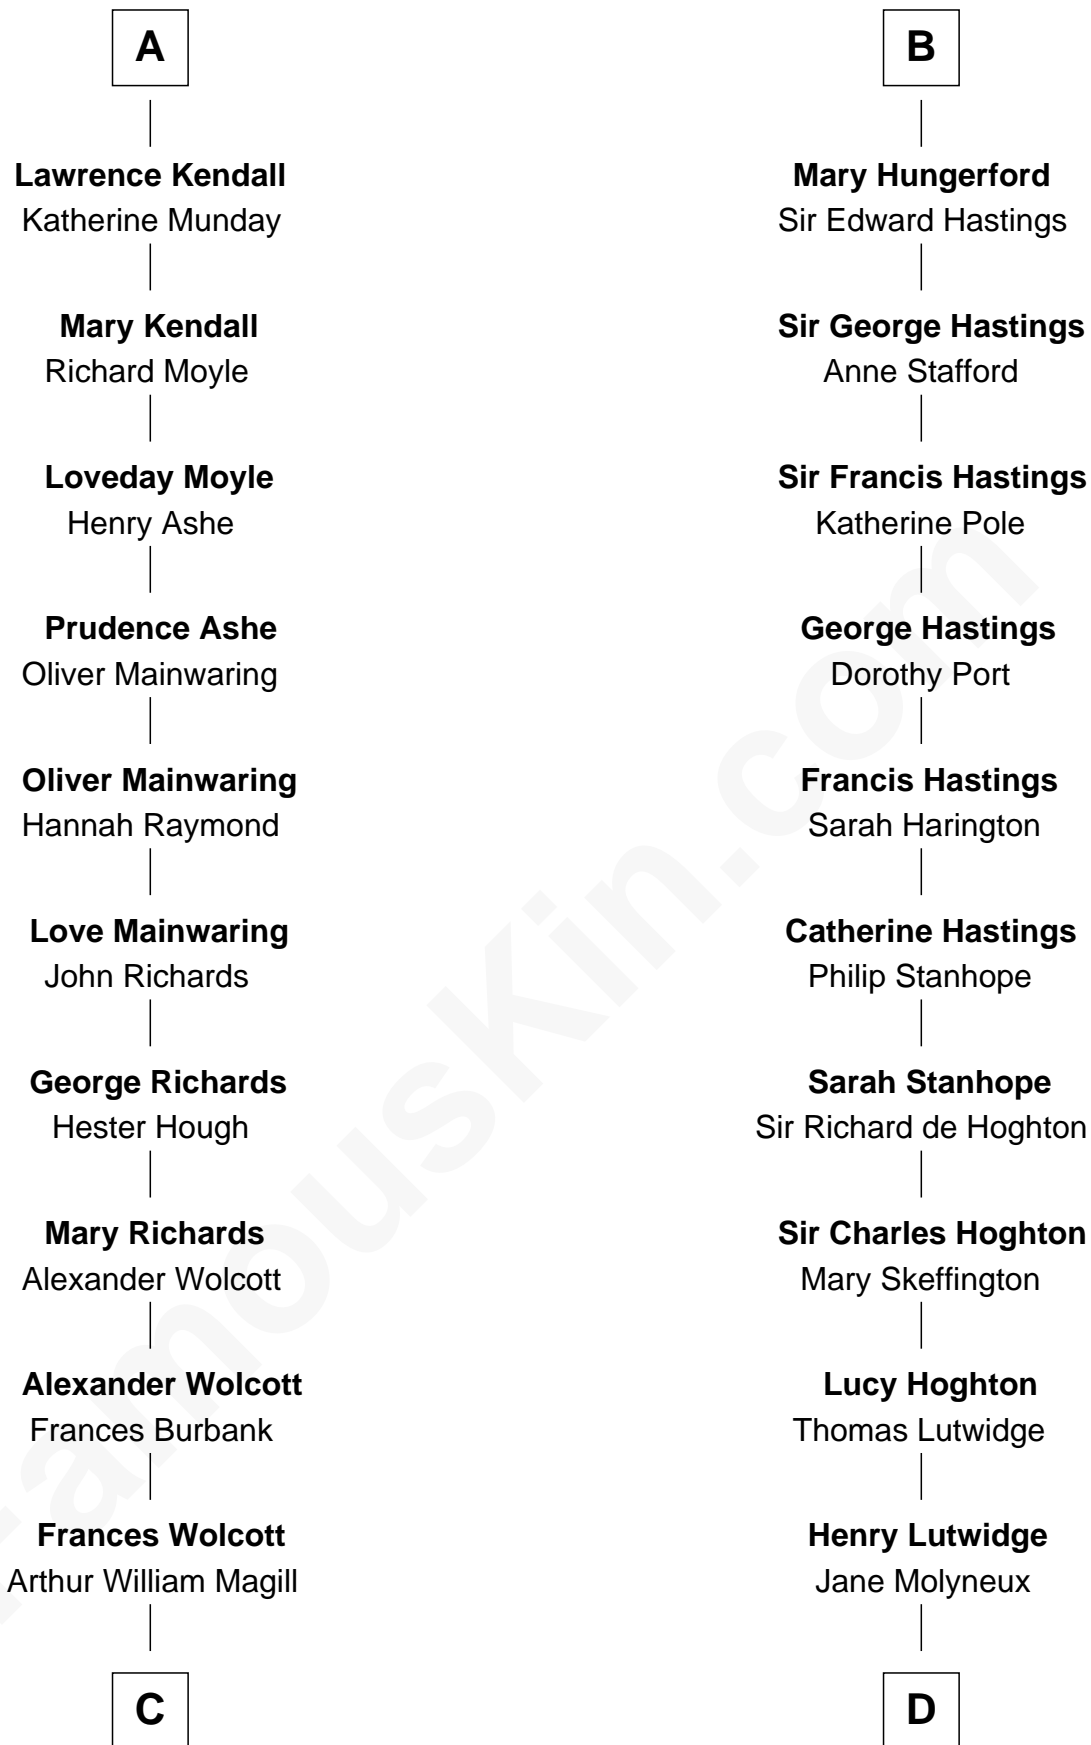 A
Lawrence Kendall
Katherine Munday
Mary Kendall
Richard Moyle
Loveday Moyle
Henry Ashe
Prudence Ashe
Oliver Mainwaring
Oliver Mainwaring
Hannah Raymond
Love Mainwaring
John Richards
George Richards
Hester Hough
Mary Richards
Alexander Wolcott
Alexander Wolcott
Frances Burbank
Frances Wolcott
Arthur William Magill
C
B
Mary Hungerford
Sir Edward Hastings
Sir George Hastings
Anne Stafford
Sir Francis Hastings
Katherine Pole
George Hastings
Dorothy Port
Francis Hastings
Sarah Harington
Catherine Hastings
Philip Stanhope
Sarah Stanhope
Sir Richard de Hoghton
Sir Charles Hoghton
Mary Skeffington
Lucy Hoghton
Thomas Lutwidge
Henry Lutwidge
Jane Molyneux
D
FamousKin.com